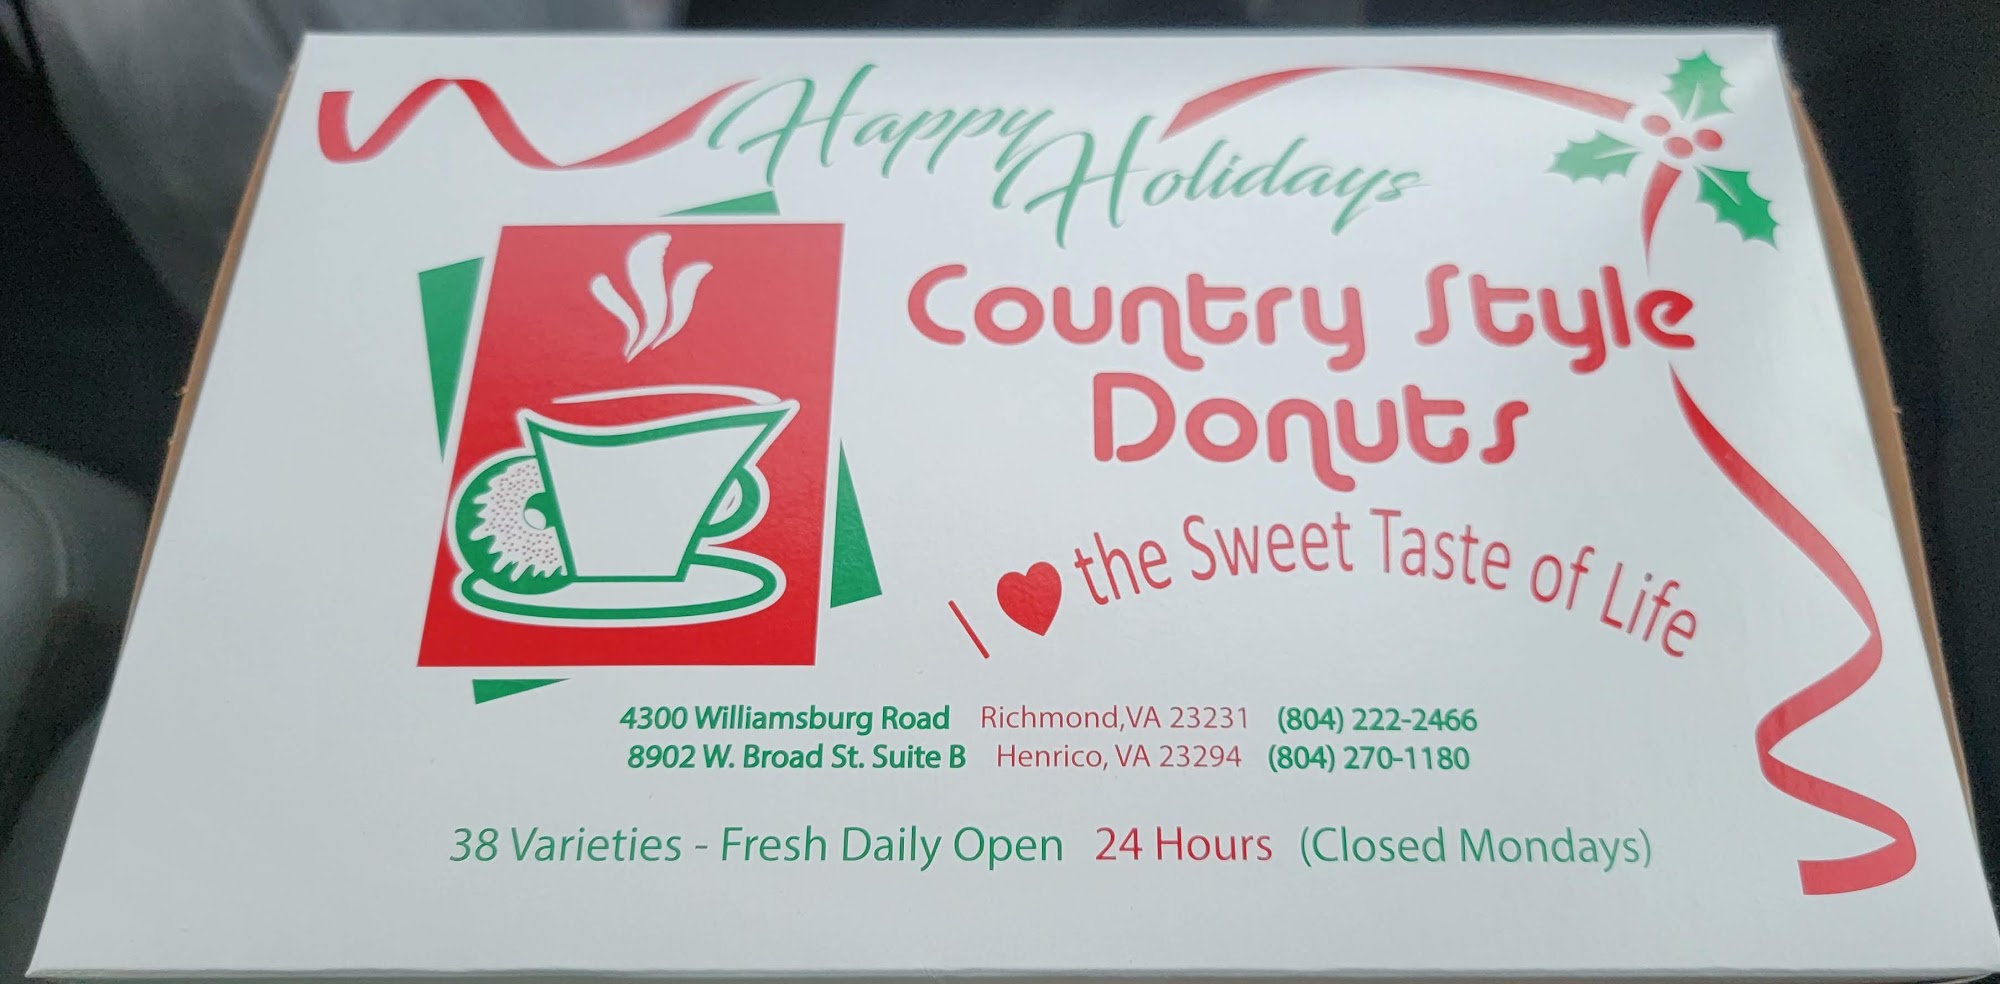 Happy Holidays
Country Style
Donuts
I ❤ the Sweet Taste of Life
4300 Williamsburg Road Richmond,VA 23231 (804) 222-2466
8902 W. Broad St. Suite B Henrico, VA 23294 (804) 270-1180
38 Varieties - Fresh Daily Open 24 Hours (Closed Mondays)